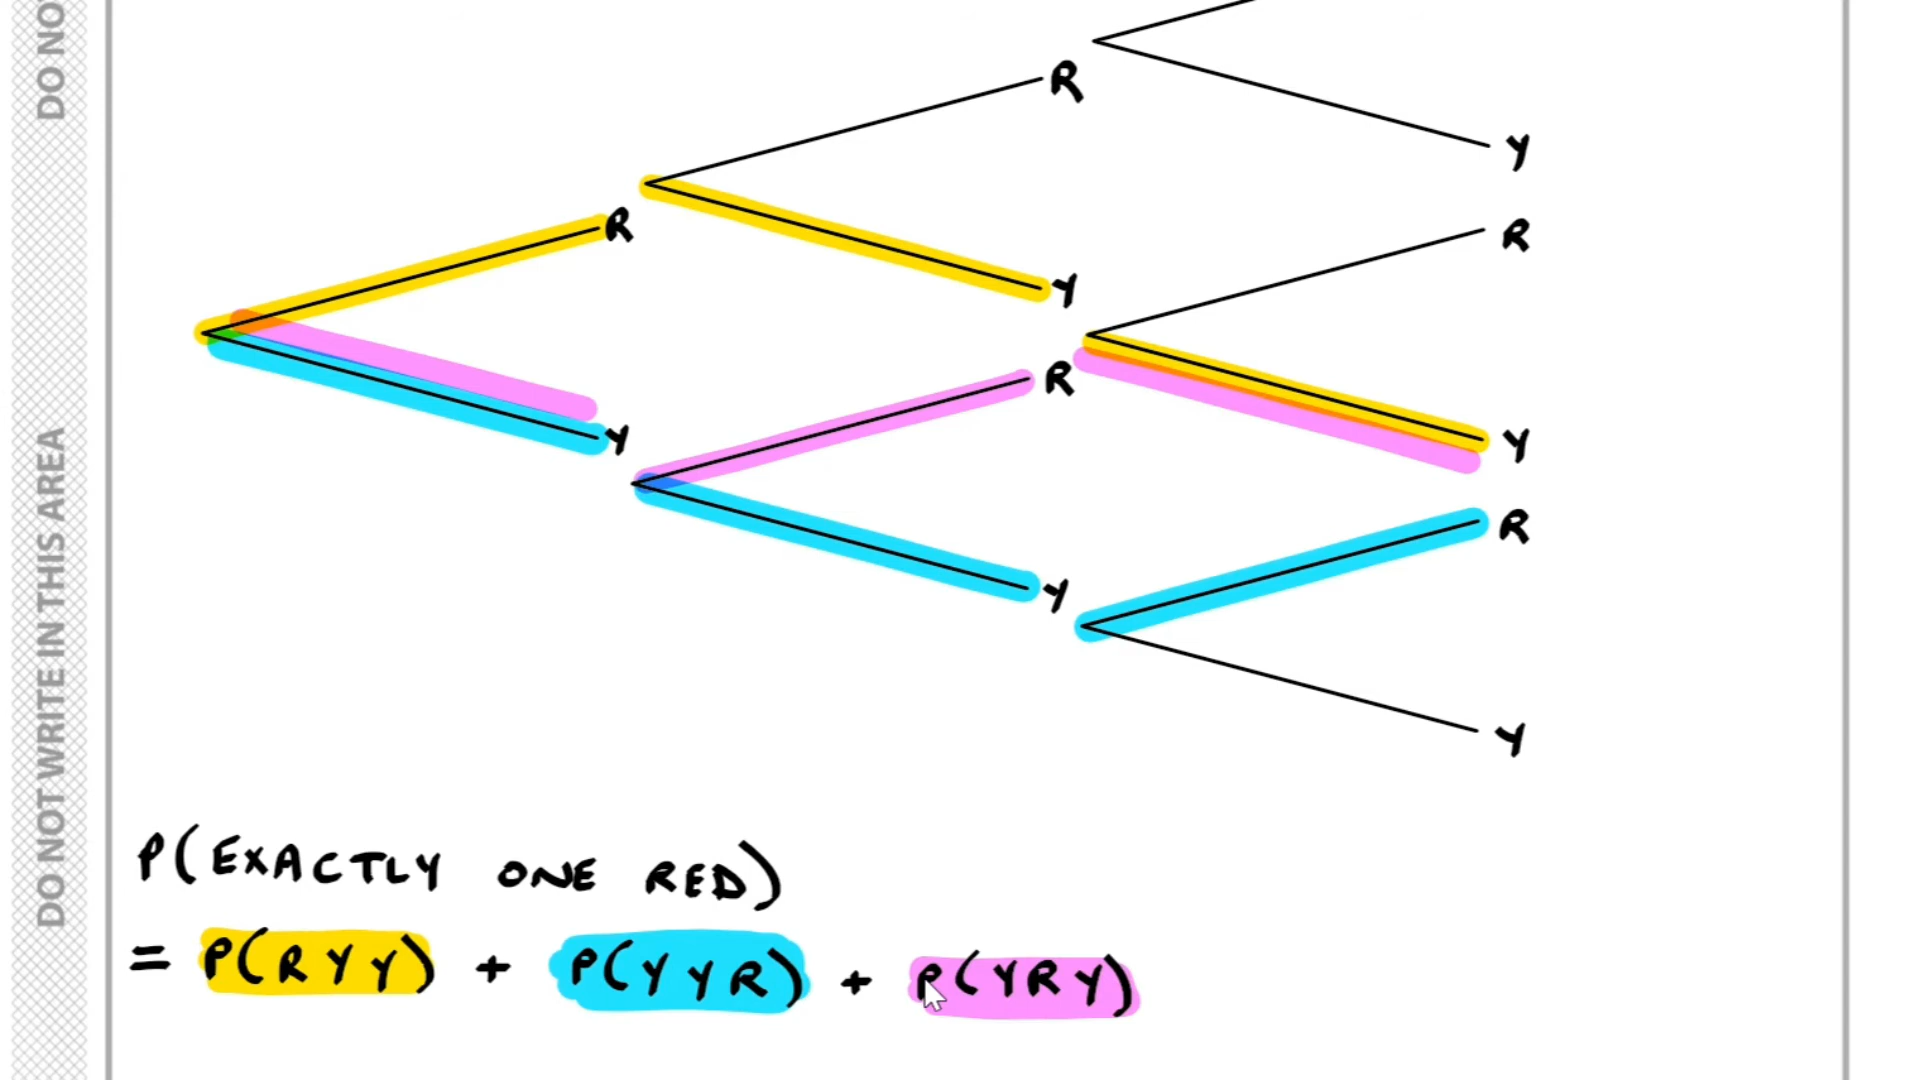 DO NO
R
Y
R
R
Y
R
Y
Y
R
Y
R
Y
DO NOT WRITE IN THIS AREA
P(EXACTLY ONE RED)
= P(RYY) + P(YYR) + P(YRY)